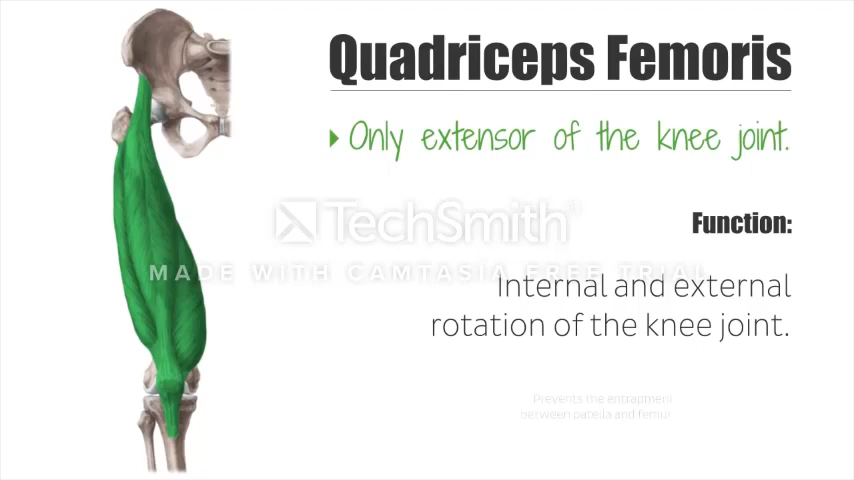 Quadriceps Femoris
Only extensor of the knee joint.
TechSmith®
Function:
MADE WITH CAMTASIA FREE TRIAL
Internal and external
rotation of the knee joint.
Prevents the entrapment
between patella and femur